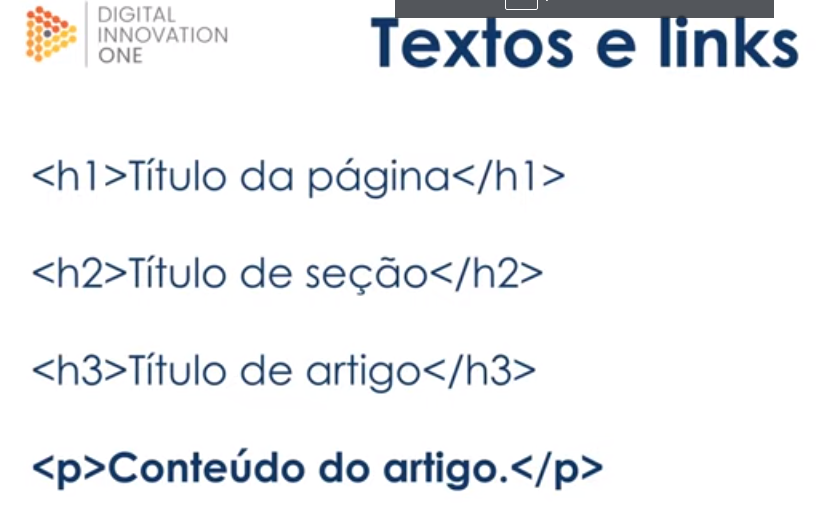 DIGITAL
INNOVATION
ONE
Textos e links
<h1>Título da página</h1>
<h2>Título de seção</h2>
<h3>Título de artigo</h3>
<p>Conteúdo do artigo.</p>